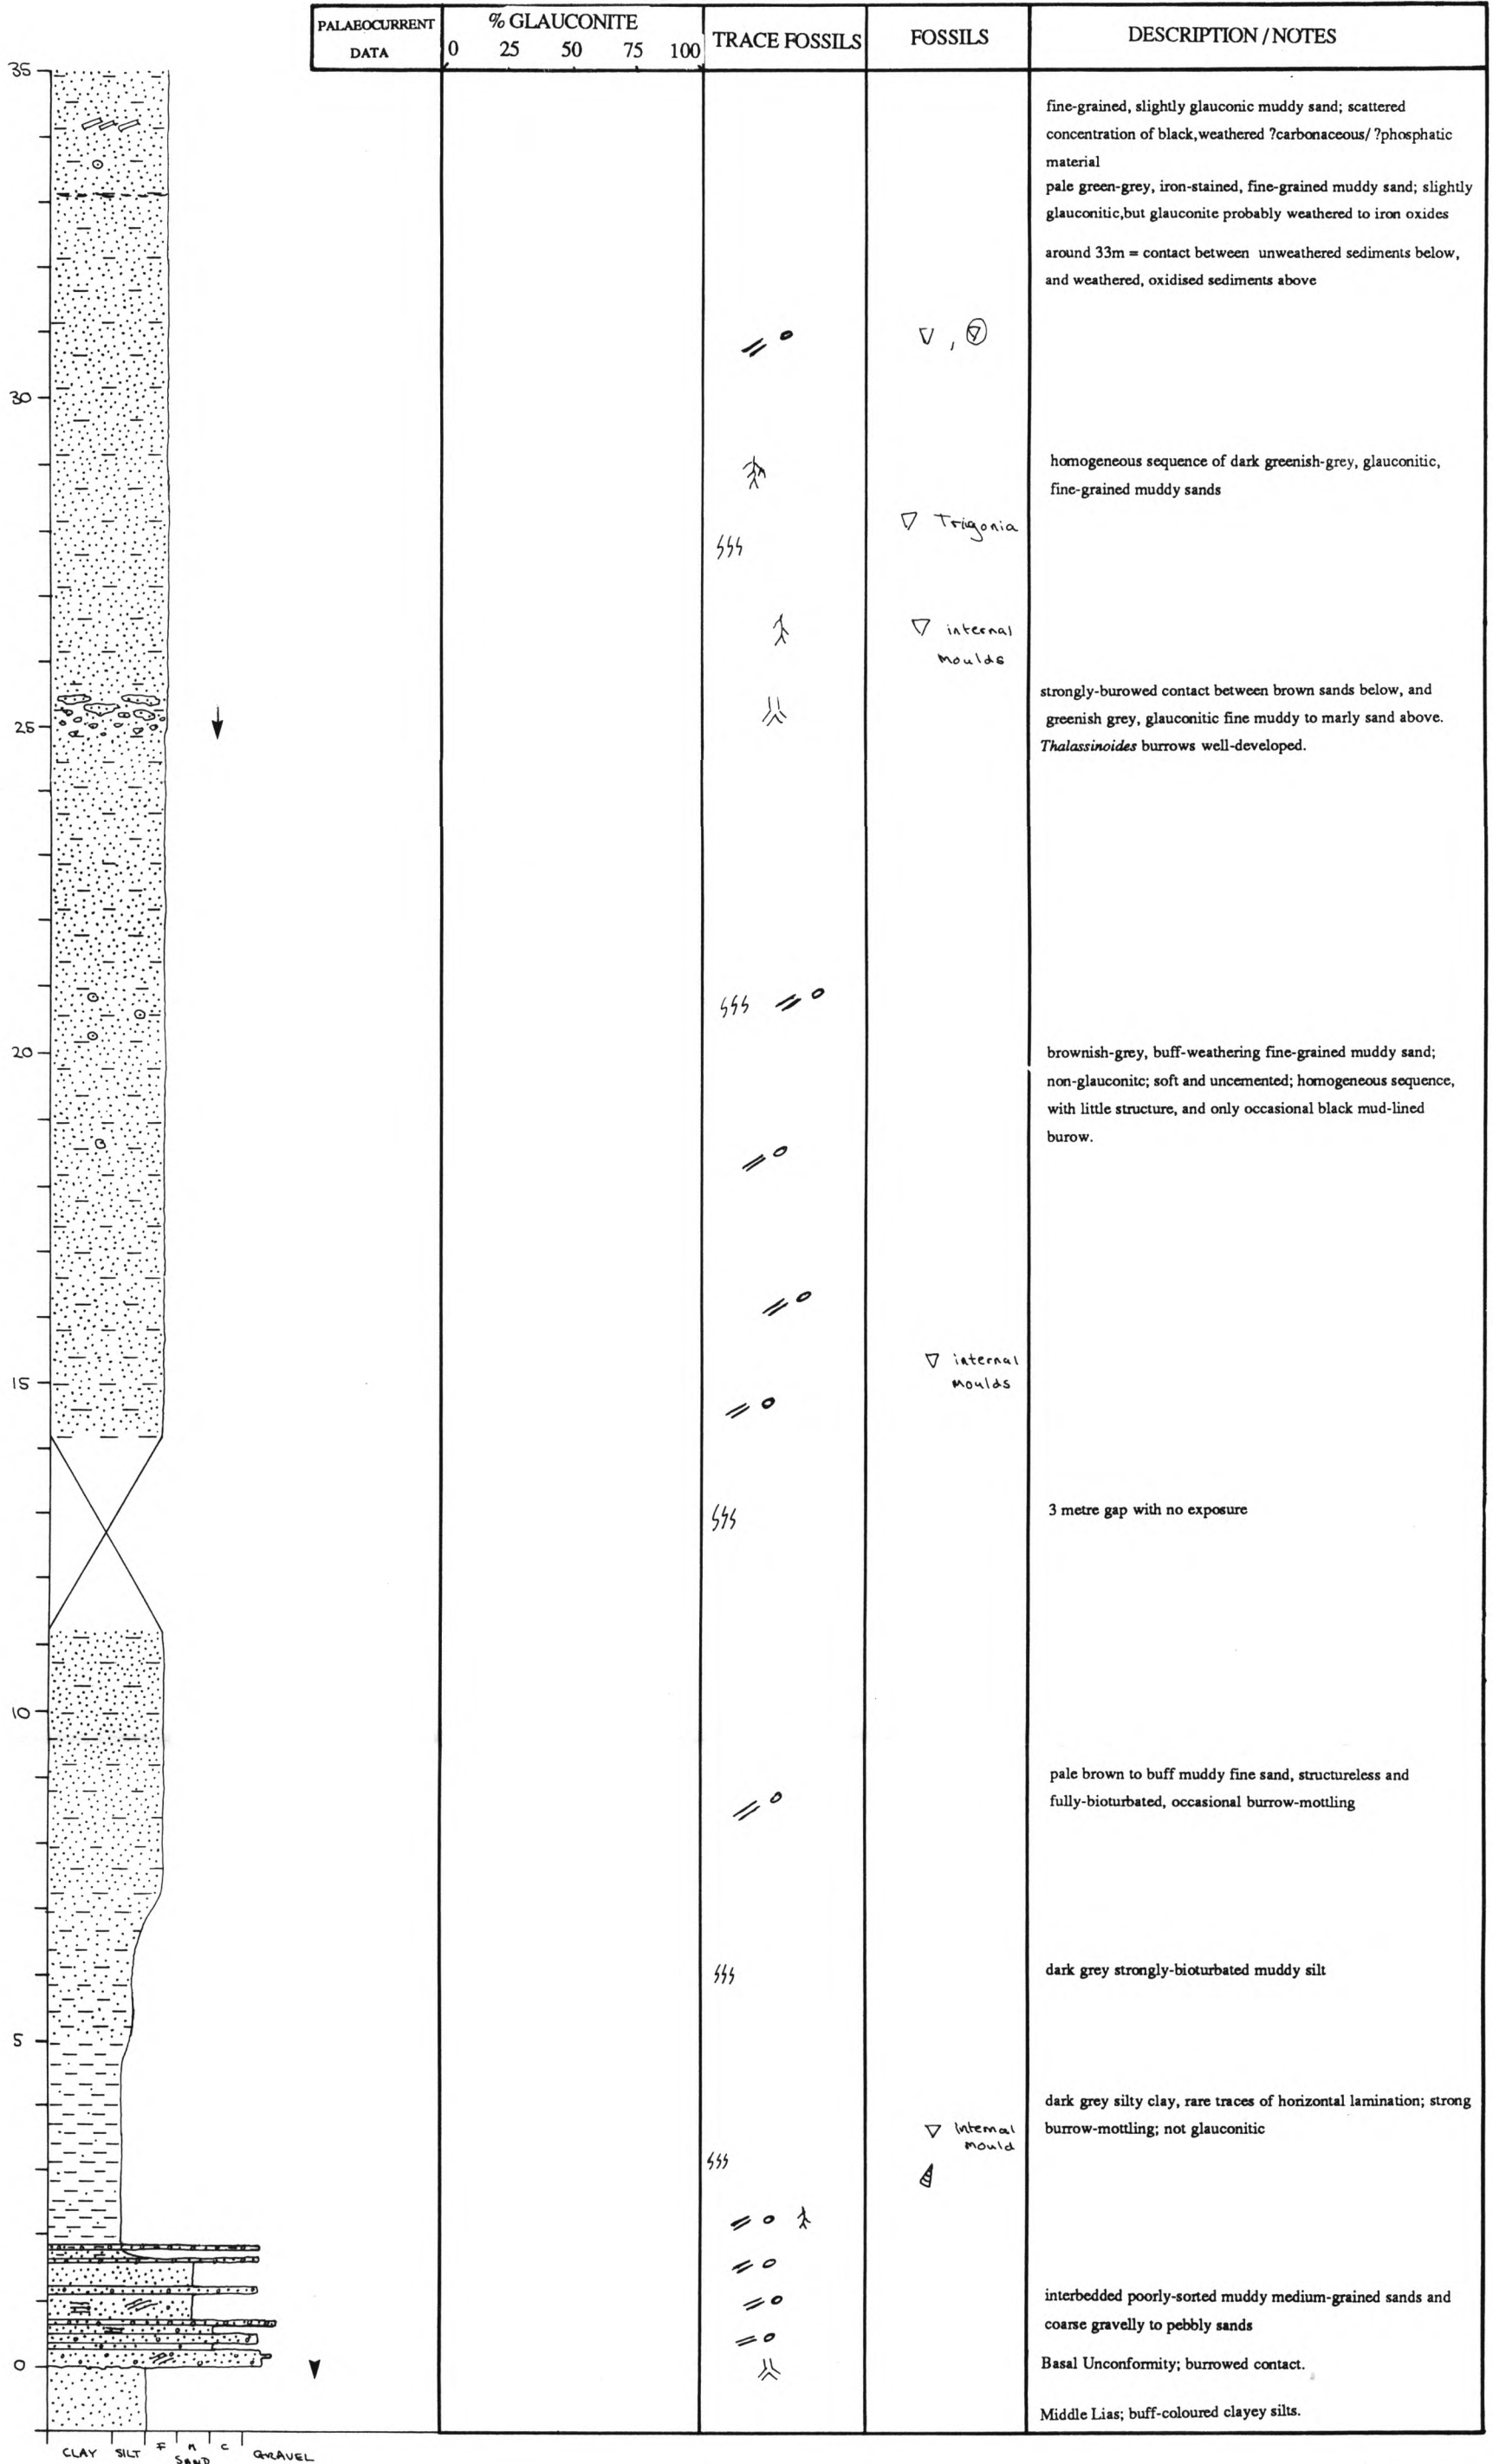 PALAEOCURRENT
DATA
% GLAUCONITE
0 25 50 75 100
TRACE FOSSILS
FOSSILS
DESCRIPTION / NOTES
35
fine-grained, slightly glauconic muddy sand; scattered
concentration of black,weathered ?carbonaceous/ ?phosphatic
material
pale green-grey, iron-stained, fine-grained muddy sand; slightly
glauconitic,but glauconite probably weathered to iron oxides
around 33m = contact between unweathered sediments below,
and weathered, oxidised sediments above
30
homogeneous sequence of dark greenish-grey, glauconitic,
fine-grained muddy sands
Trigonia
internal
moulds
25
strongly-burowed contact between brown sands below, and
greenish grey, glauconitic fine muddy to marly sand above.
Thalassinoides burrows well-developed.
20
brownish-grey, buff-weathering fine-grained muddy sand;
non-glauconitc; soft and uncemented; homogeneous sequence,
with little structure, and only occasional black mud-lined
burow.
internal
moulds
15
3 metre gap with no exposure
10
pale brown to buff muddy fine sand, structureless and
fully-bioturbated, occasional burrow-mottling
dark grey strongly-bioturbated muddy silt
5
dark grey silty clay, rare traces of horizontal lamination; strong
burrow-mottling; not glauconitic
Internal
mould
interbedded poorly-sorted muddy medium-grained sands and
coarse gravelly to pebbly sands
0
Basal Unconformity; burrowed contact.
Middle Lias; buff-coloured clayey silts.
CLAY SILT F M C GRAVEL
SAND